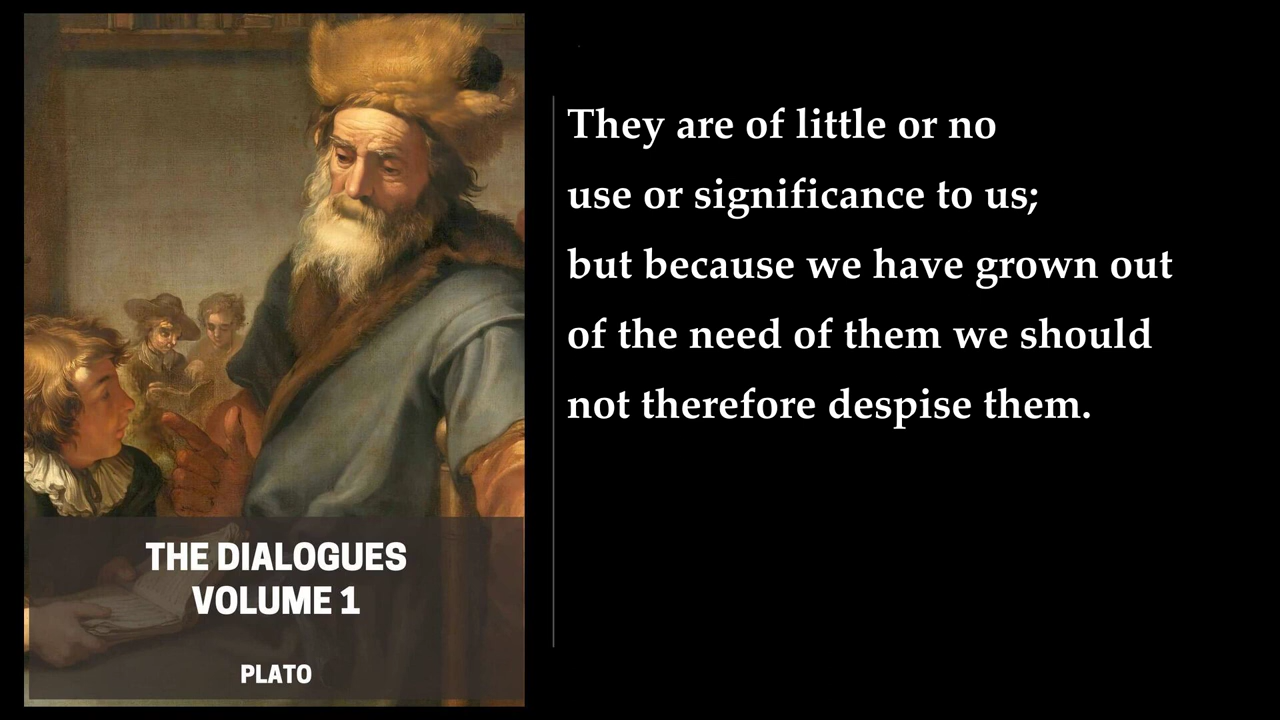 They are of little or no
use or significance to us;
but because we have grown out
of the need of them we should
not therefore despise them.
THE DIALOGUES
VOLUME 1
PLATO